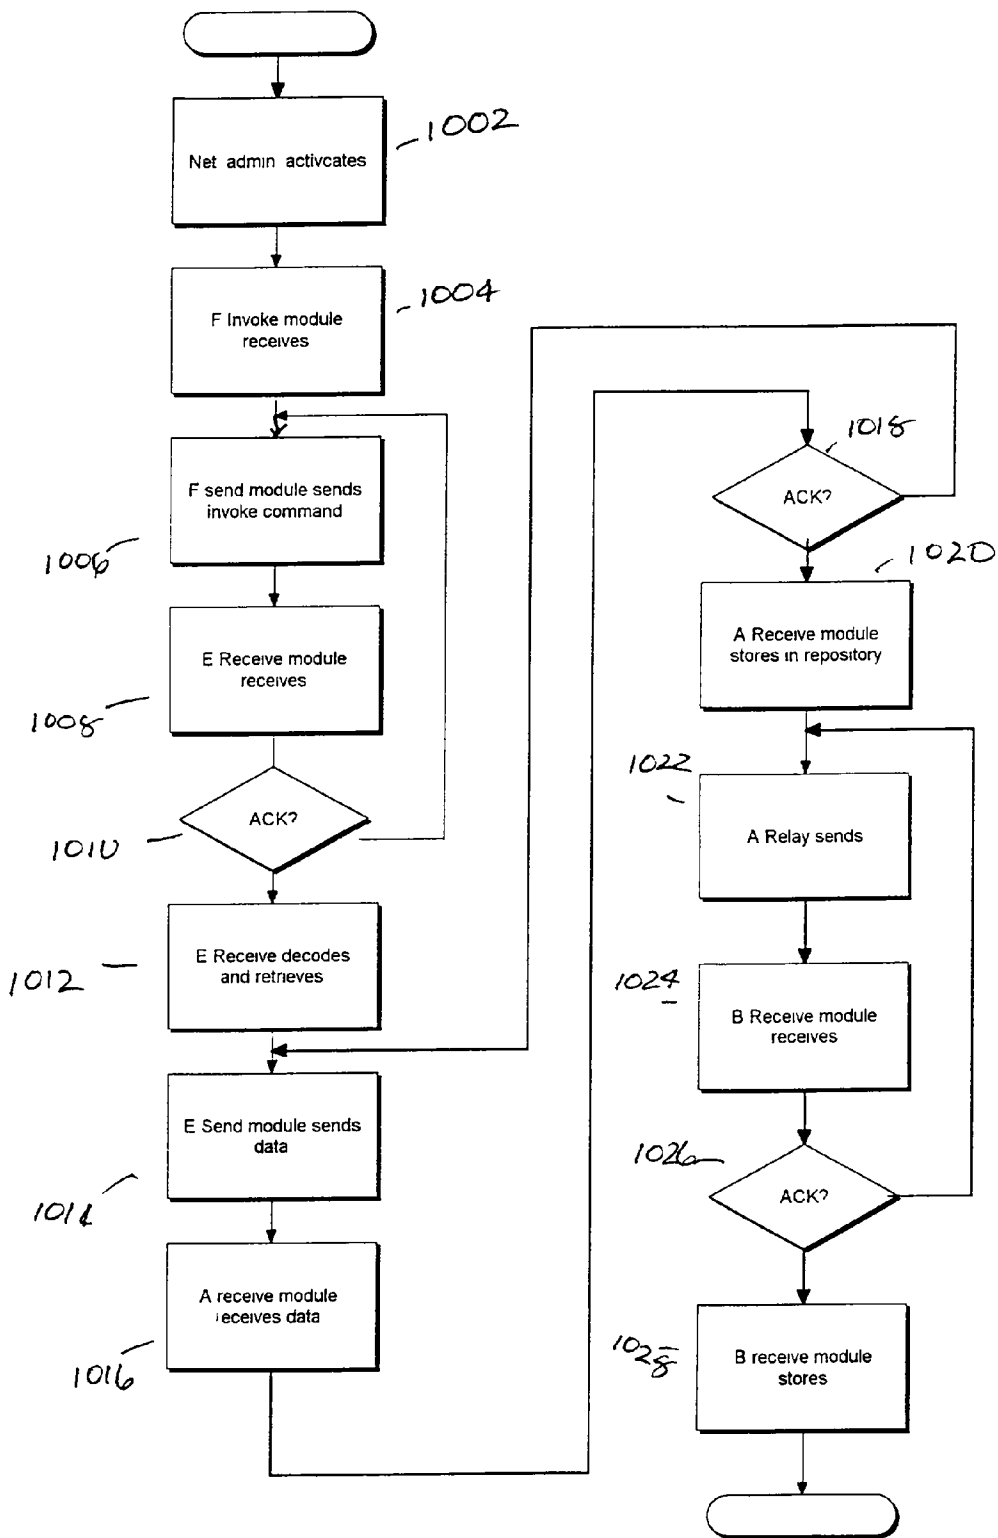 Net admin activcates
1002
F Invoke module
receives
1004
F send module sends
invoke command
1006
E Receive module
receives
1008
ACK?
1010
E Receive decodes
and retrieves
1012
E Send module sends
data
1014
A receive module
receives data
1016
ACK?
1018
A Receive module
stores in repository
1020
A Relay sends
1022
B Receive module
receives
1024
ACK?
1026
B receive module
stores
1028